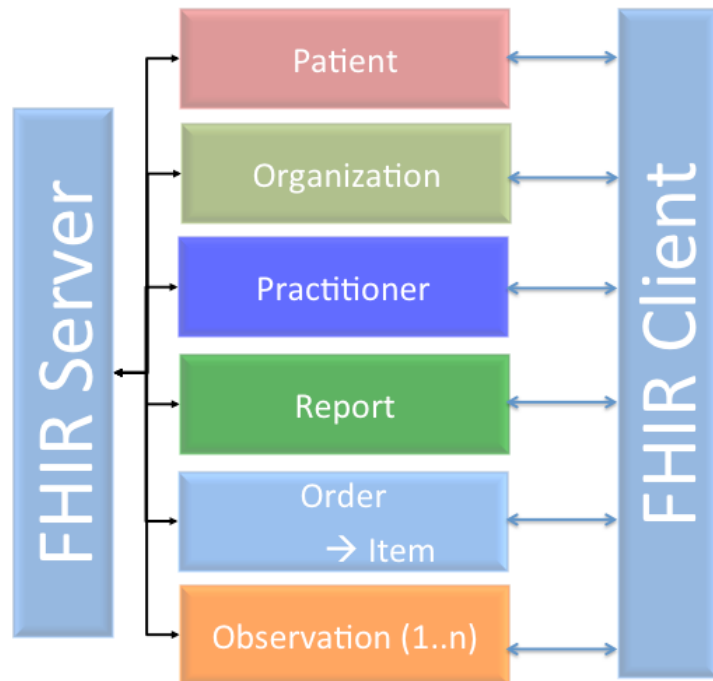 FHIR Server
Patient
Organization
Practitioner
Report
Order
→ Item
Observation (1..n)
FHIR Client